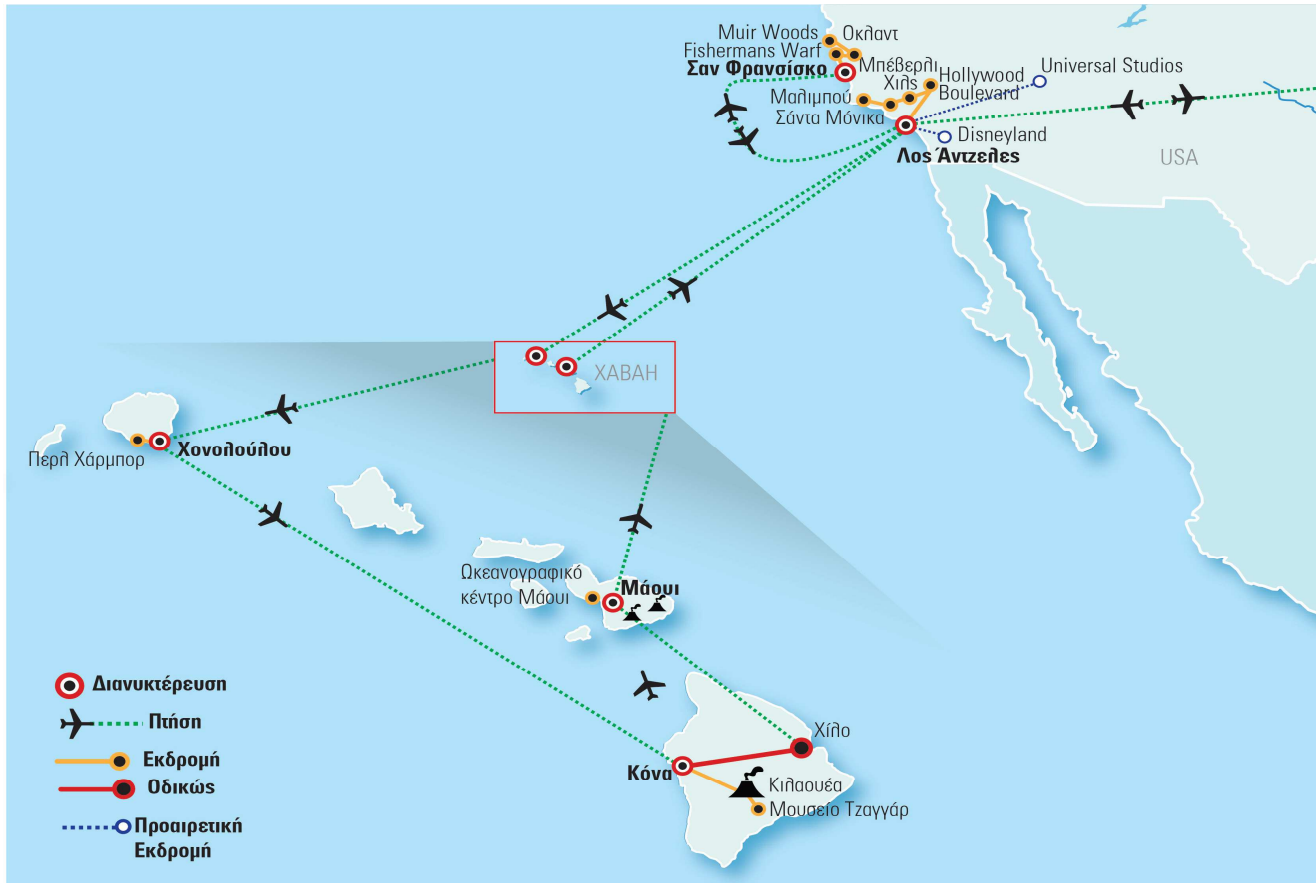 Muir Woods
Οκλαντ
Fishermans Warf
Σαν Φρανσίσκο
Μπέβερλι
Χιλς
Hollywood
Boulevard
Universal Studios
Μαλιμπού
Σάντα Μόνικα
Disneyland
Λος Άντζελες
USA
ΧΑΒΑΗ
Χονολούλου
Περλ Χάρμπορ
Ωκεανογραφικό
κέντρο Μάουι
Μάουι
Χίλο
Κόνα
Κιλαουέα
Μουσείο Τζαγγάρ
Διανυκτέρευση
Πτήση
Εκδρομή
Οδικώς
Προαιρετική
Εκδρομή